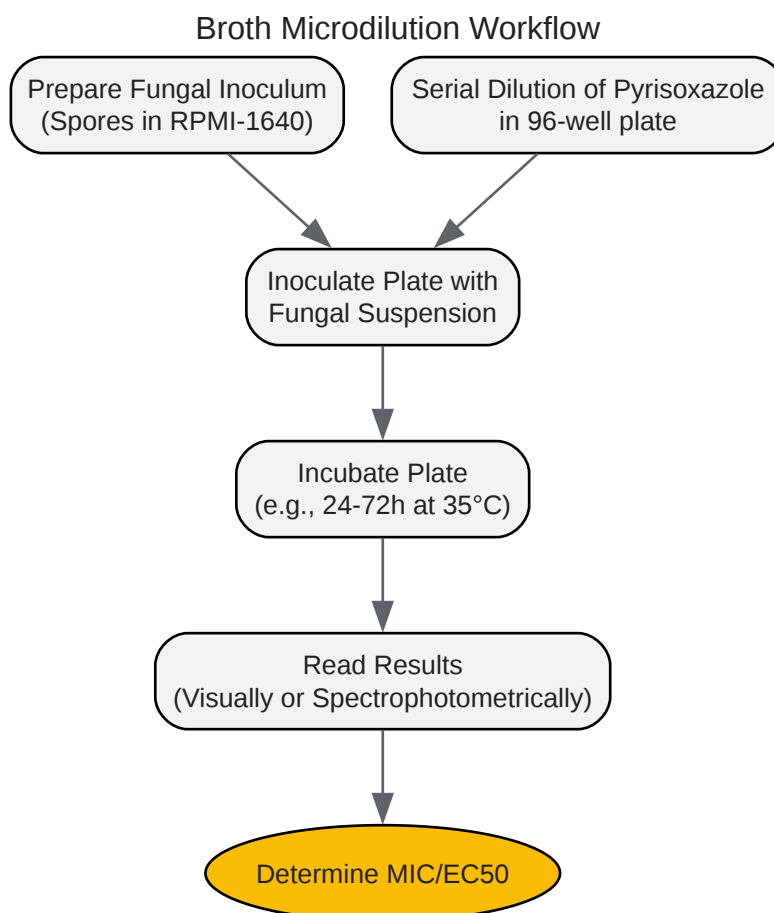 Broth Microdilution Workflow
Prepare Fungal Inoculum
(Spores in RPMI-1640)
Serial Dilution of Pyrisoxazole
in 96-well plate
Inoculate Plate with
Fungal Suspension
Incubate Plate
(e.g., 24-72h at 35°C)
Read Results
(Visually or Spectrophotometrically)
Determine MIC/EC50